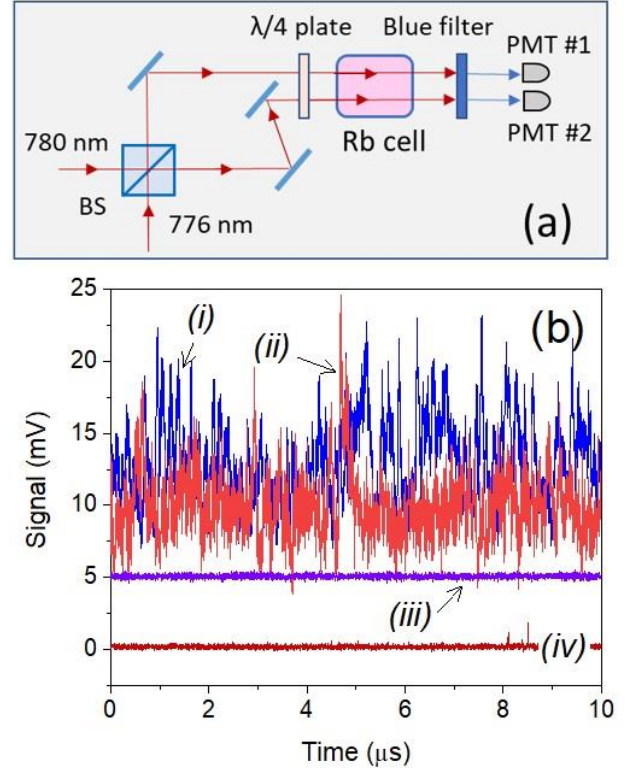 λ/4 plate Blue filter
PMT #1
780 nm
Rb cell
PMT #2
BS
776 nm
(a)
25
(b)
(i)
20
(ii)
15
10
5
(iii)
0
(iv)
Signal (mV)
0 2 4 6 8 10
Time (μs)